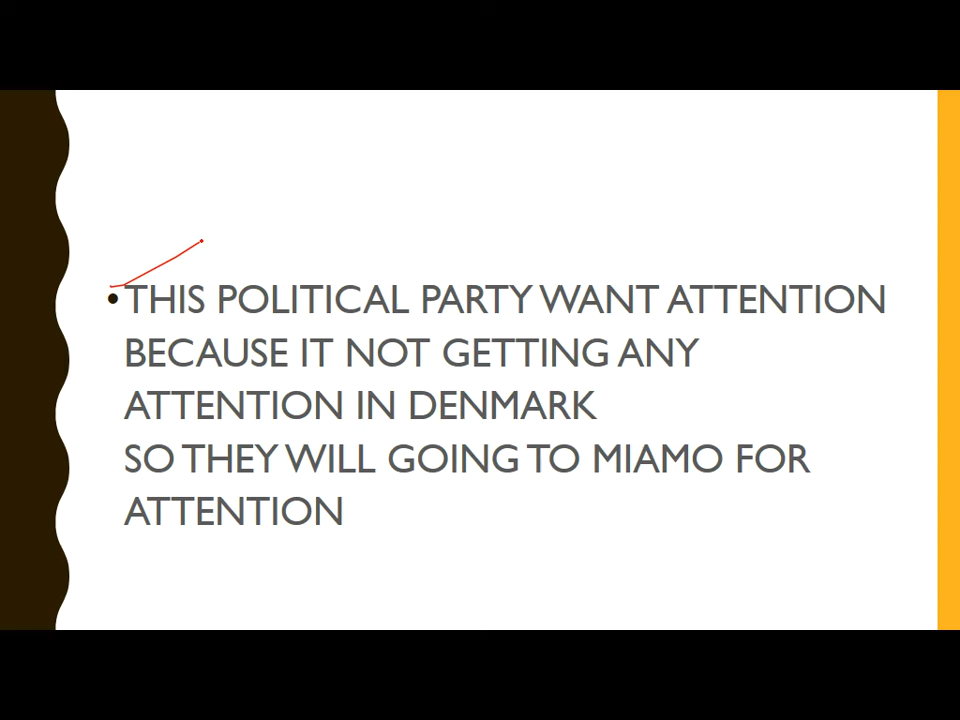 • THIS POLITICAL PARTY WANT ATTENTION
BECAUSE IT NOT GETTING ANY
ATTENTION IN DENMARK
SO THEY WILL GOING TO MIAMO FOR
ATTENTION